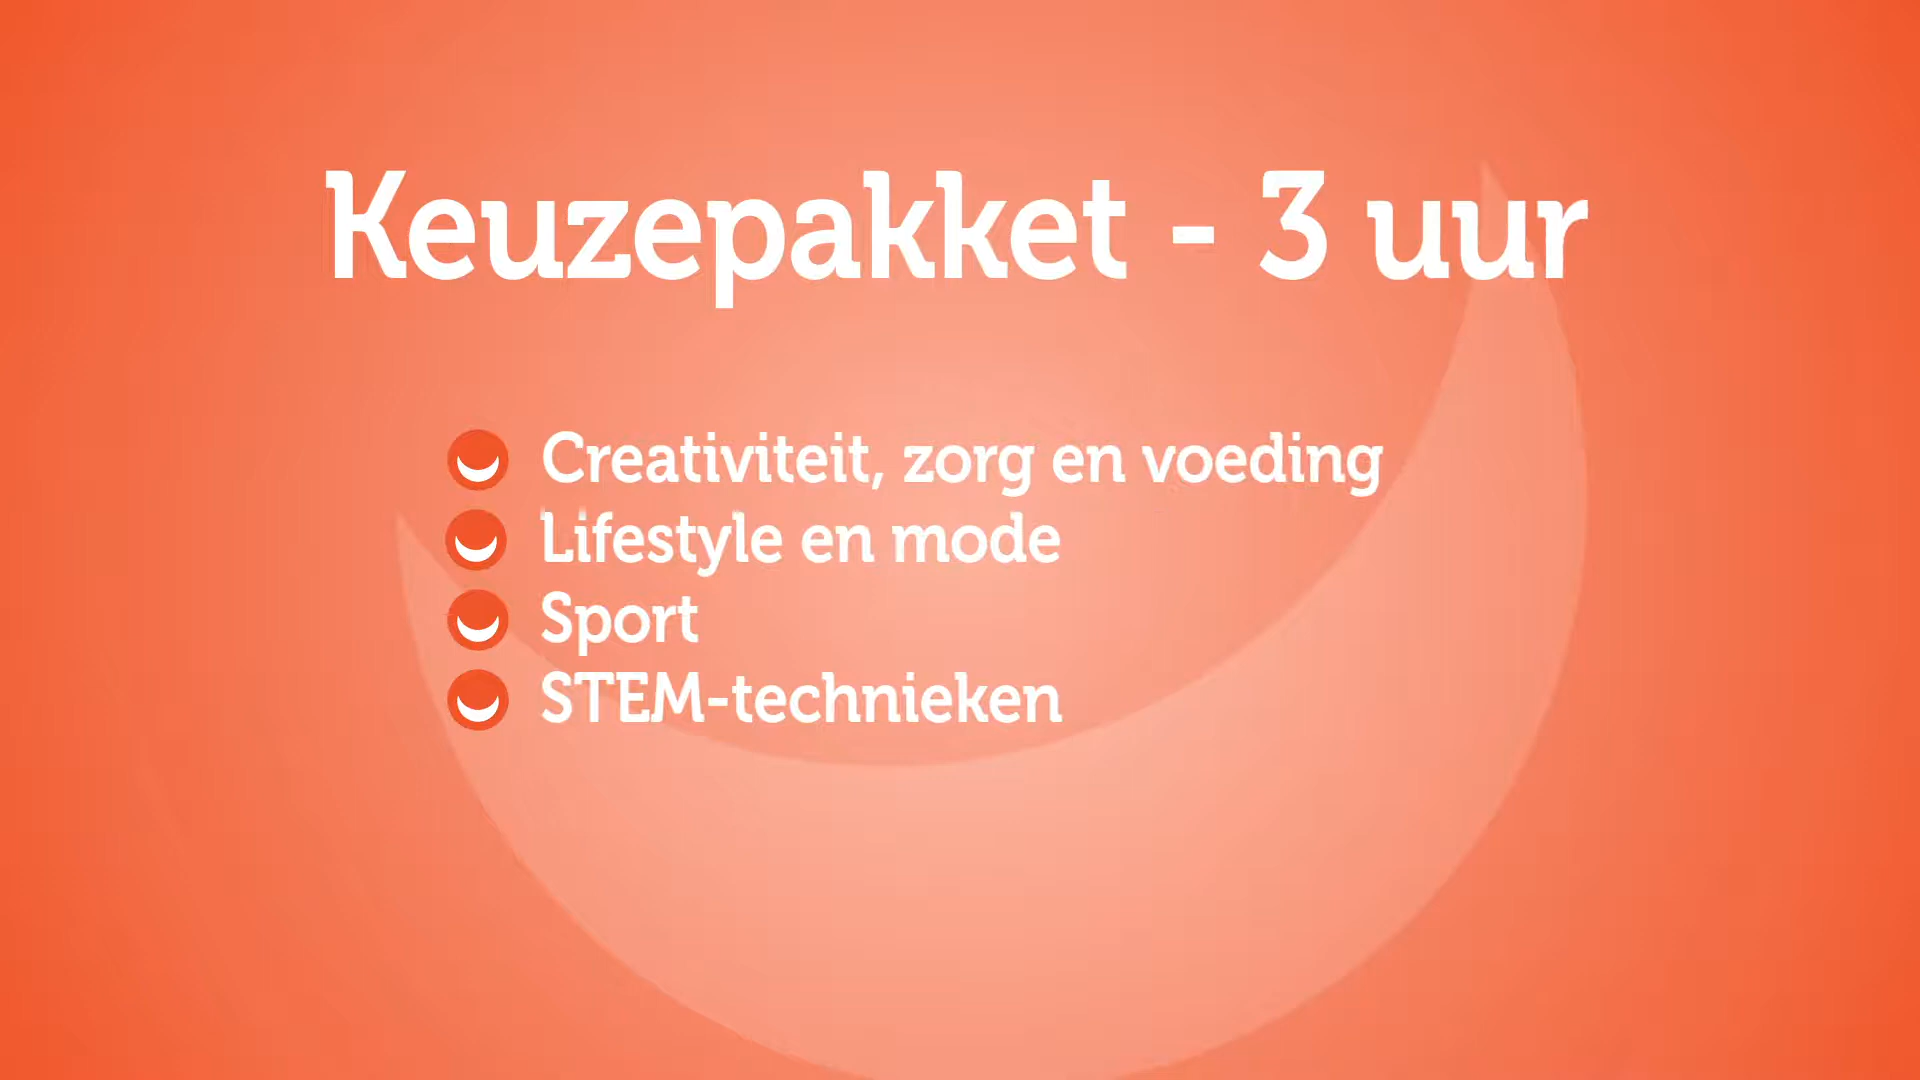 Keuzepakket - 3 uur
Creativiteit, zorg en voeding
Lifestyle en mode
Sport
STEM-technieken